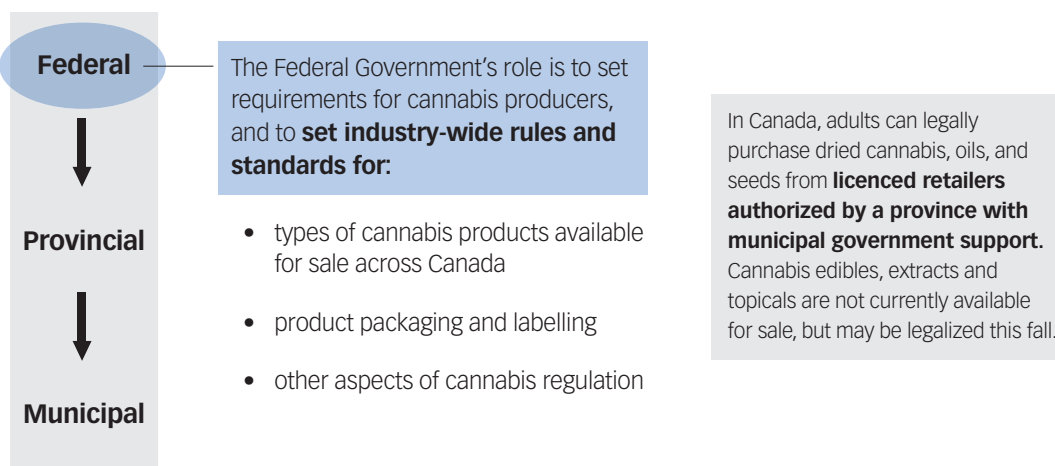 Federal
Provincial
Municipal
The Federal Government's role is to set
requirements for cannabis producers,
and to set industry-wide rules and
standards for:
• types of cannabis products available
for sale across Canada
• product packaging and labelling
• other aspects of cannabis regulation
In Canada, adults can legally
purchase dried cannabis, oils, and
seeds from licenced retailers
authorized by a province with
municipal government support.
Cannabis edibles, extracts and
topicals are not currently available
for sale, but may be legalized this fall.